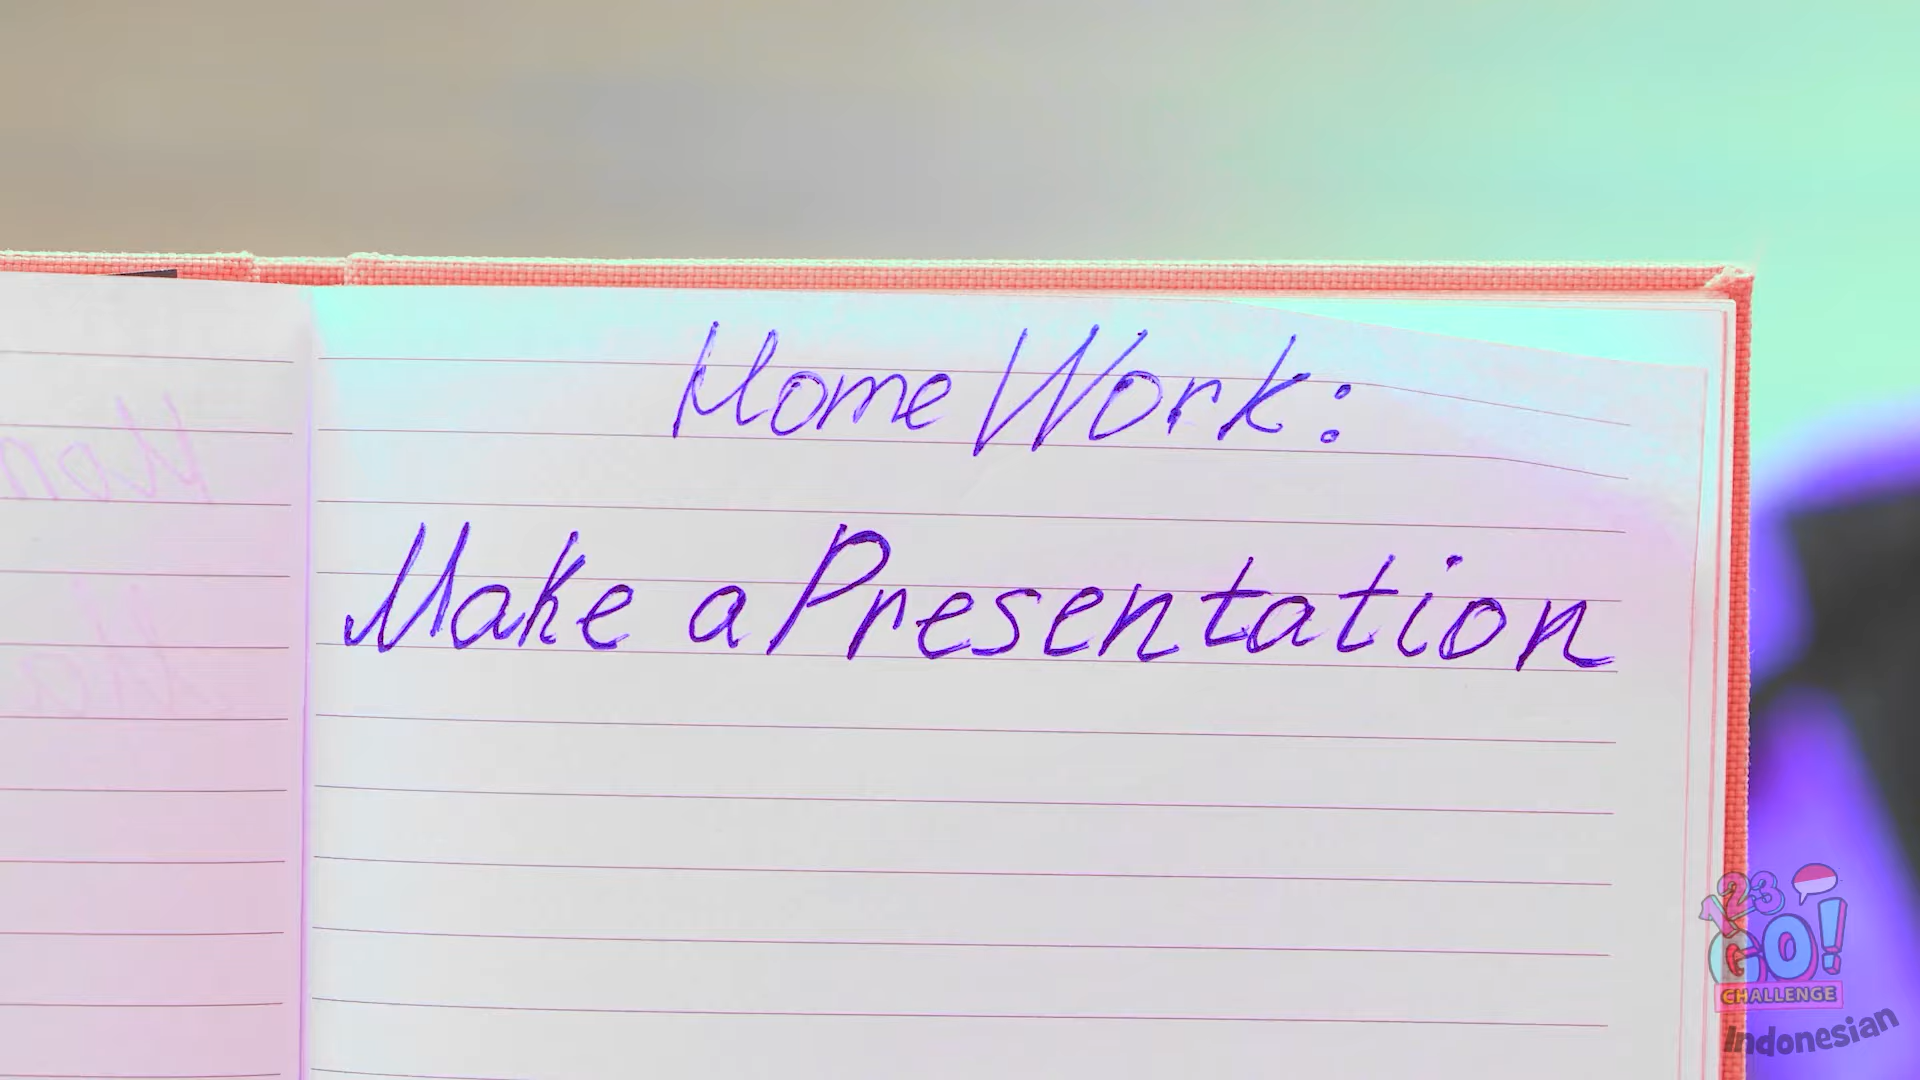 Home Work:
Make a Presentation
123
GO!
CHALLENGE
Indonesian